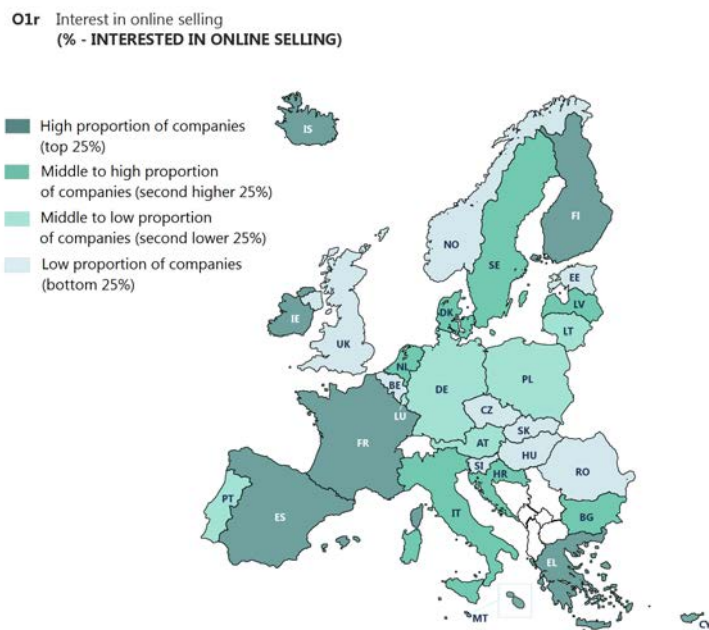 O1r Interest in online selling
(% - INTERESTED IN ONLINE SELLING)
High proportion of companies
(top 25%)
Middle to high proportion
of companies (second higher 25%)
Middle to low proportion
of companies (second lower 25%)
Low proportion of companies
(bottom 25%)
IS
FI
NO
SE
EE
LV
LT
DK
IE
UK
NL
BE
DE
PL
LU
CZ
SK
FR
AT
HU
SI
HR
RO
PT
ES
IT
BG
EL
MT
CY